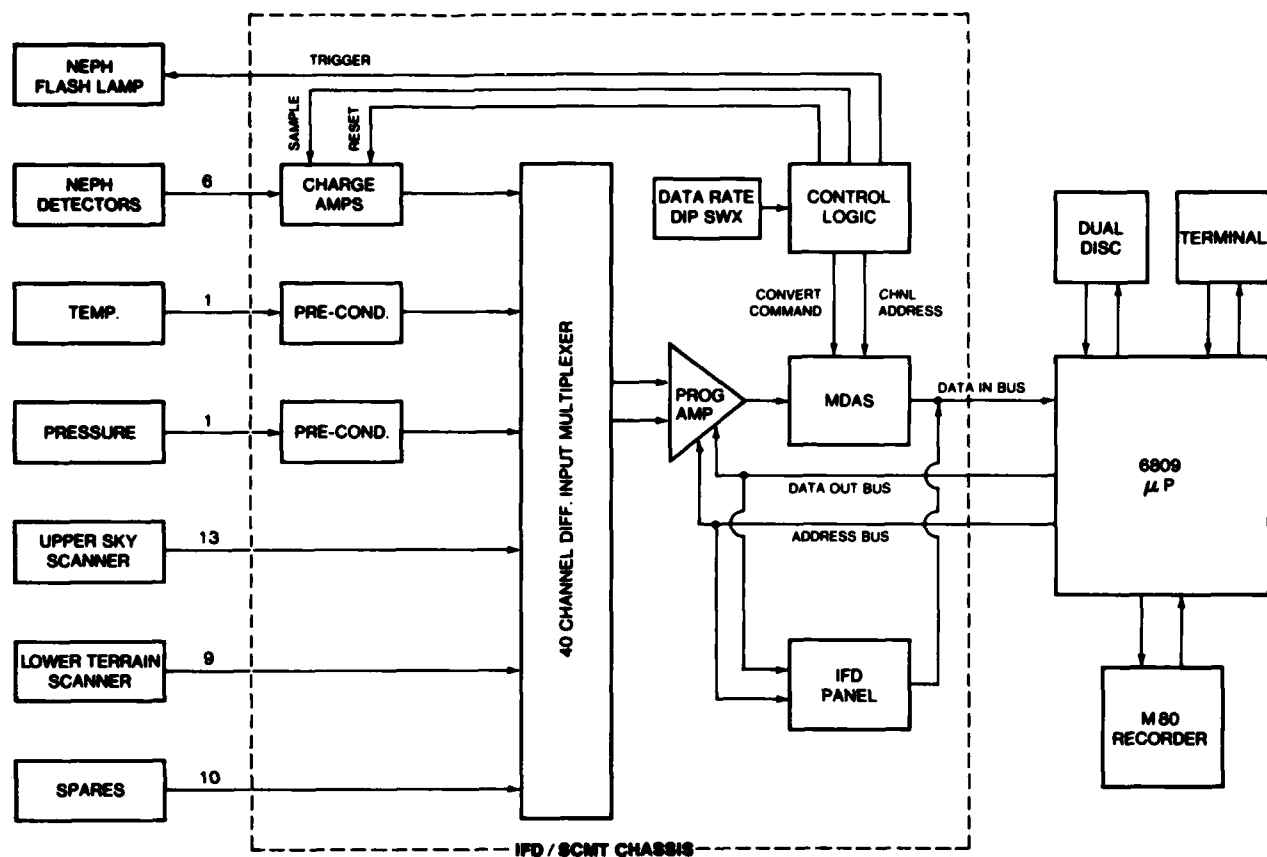 NEPH
FLASH LAMP
TRIGGER
SAMPLE
RESET
NEPH
DETECTORS
6
CHARGE
AMPS
DATA RATE
DIP SWX
CONTROL
LOGIC
DUAL
DISC
TERMINAL
TEMP.
1
PRE-COND.
CONVERT
COMMAND
CHNL
ADDRESS
40 CHANNEL DIFF. INPUT MULTIPLEXER
PROG
AMP
MDAS
DATA IN BUS
PRESSURE
1
PRE-COND.
6809
μ P
DATA OUT BUS
ADDRESS BUS
UPPER SKY
SCANNER
13
LOWER TERRAIN
SCANNER
9
IFD
PANEL
M 80
RECORDER
SPARES
10
IFD / SCMT CHASSIS